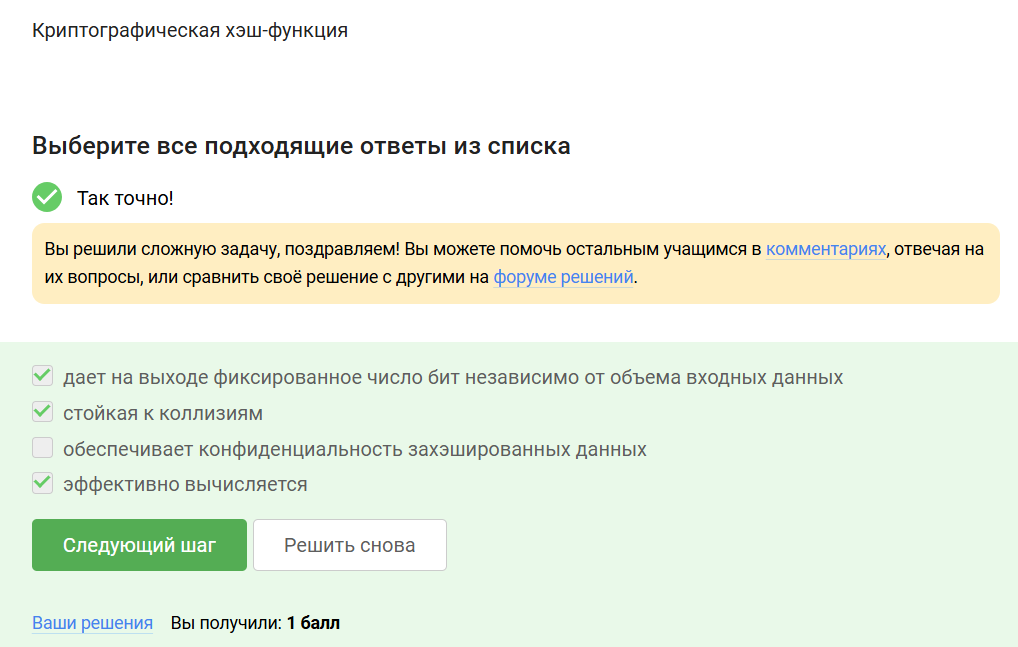 Криптографическая хэш-функция
Выберите все подходящие ответы из списка
Так точно!
Вы решили сложную задачу, поздравляем! Вы можете помочь остальным учащимся в комментариях, отвечая на
их вопросы, или сравнить своё решение с другими на форуме решений.
дает на выходе фиксированное число бит независимо от объема входных данных
стойкая к коллизиям
обеспечивает конфиденциальность захэшированных данных
эффективно вычисляется
Следующий шаг
Решить снова
Ваши решения Вы получили: 1 балл